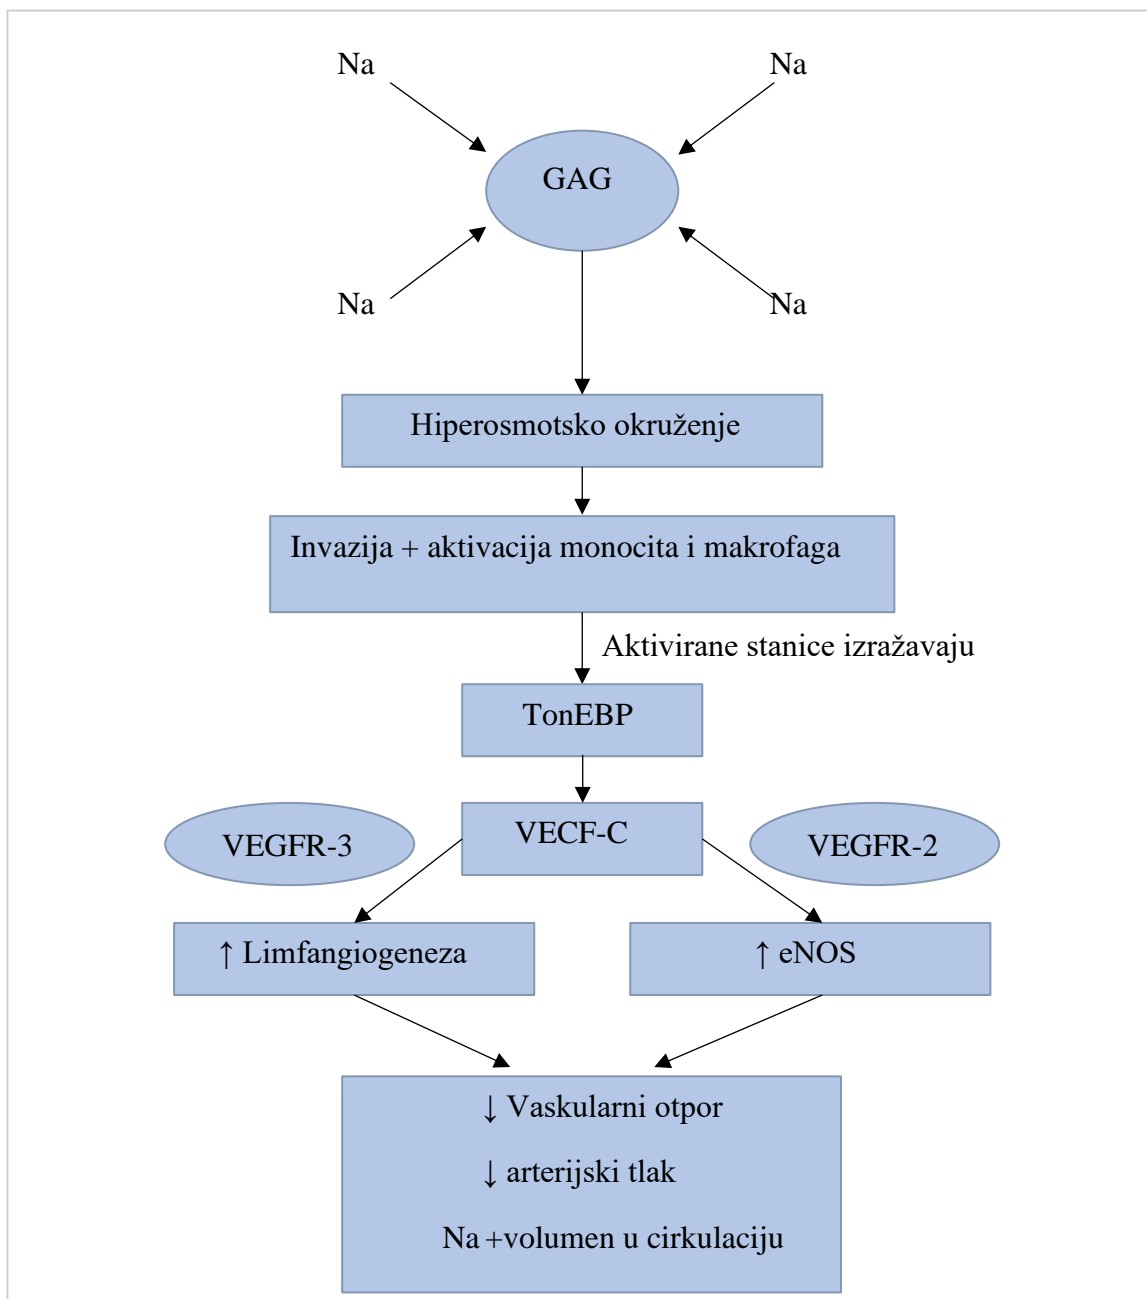 Na
Na
GAG
Na
Na
Hiperosmotsko okruženje
Invazija + aktivacija monocita i makrofaga
Aktivirane stanice izražavaju
TonEBP
VEGFR-3
VECF-C
VEGFR-2
↑ Limfangiogeneza
↑ eNOS
↓ Vaskularni otpor
↓ arterijski tlak
Na +volumen u cirkulaciju